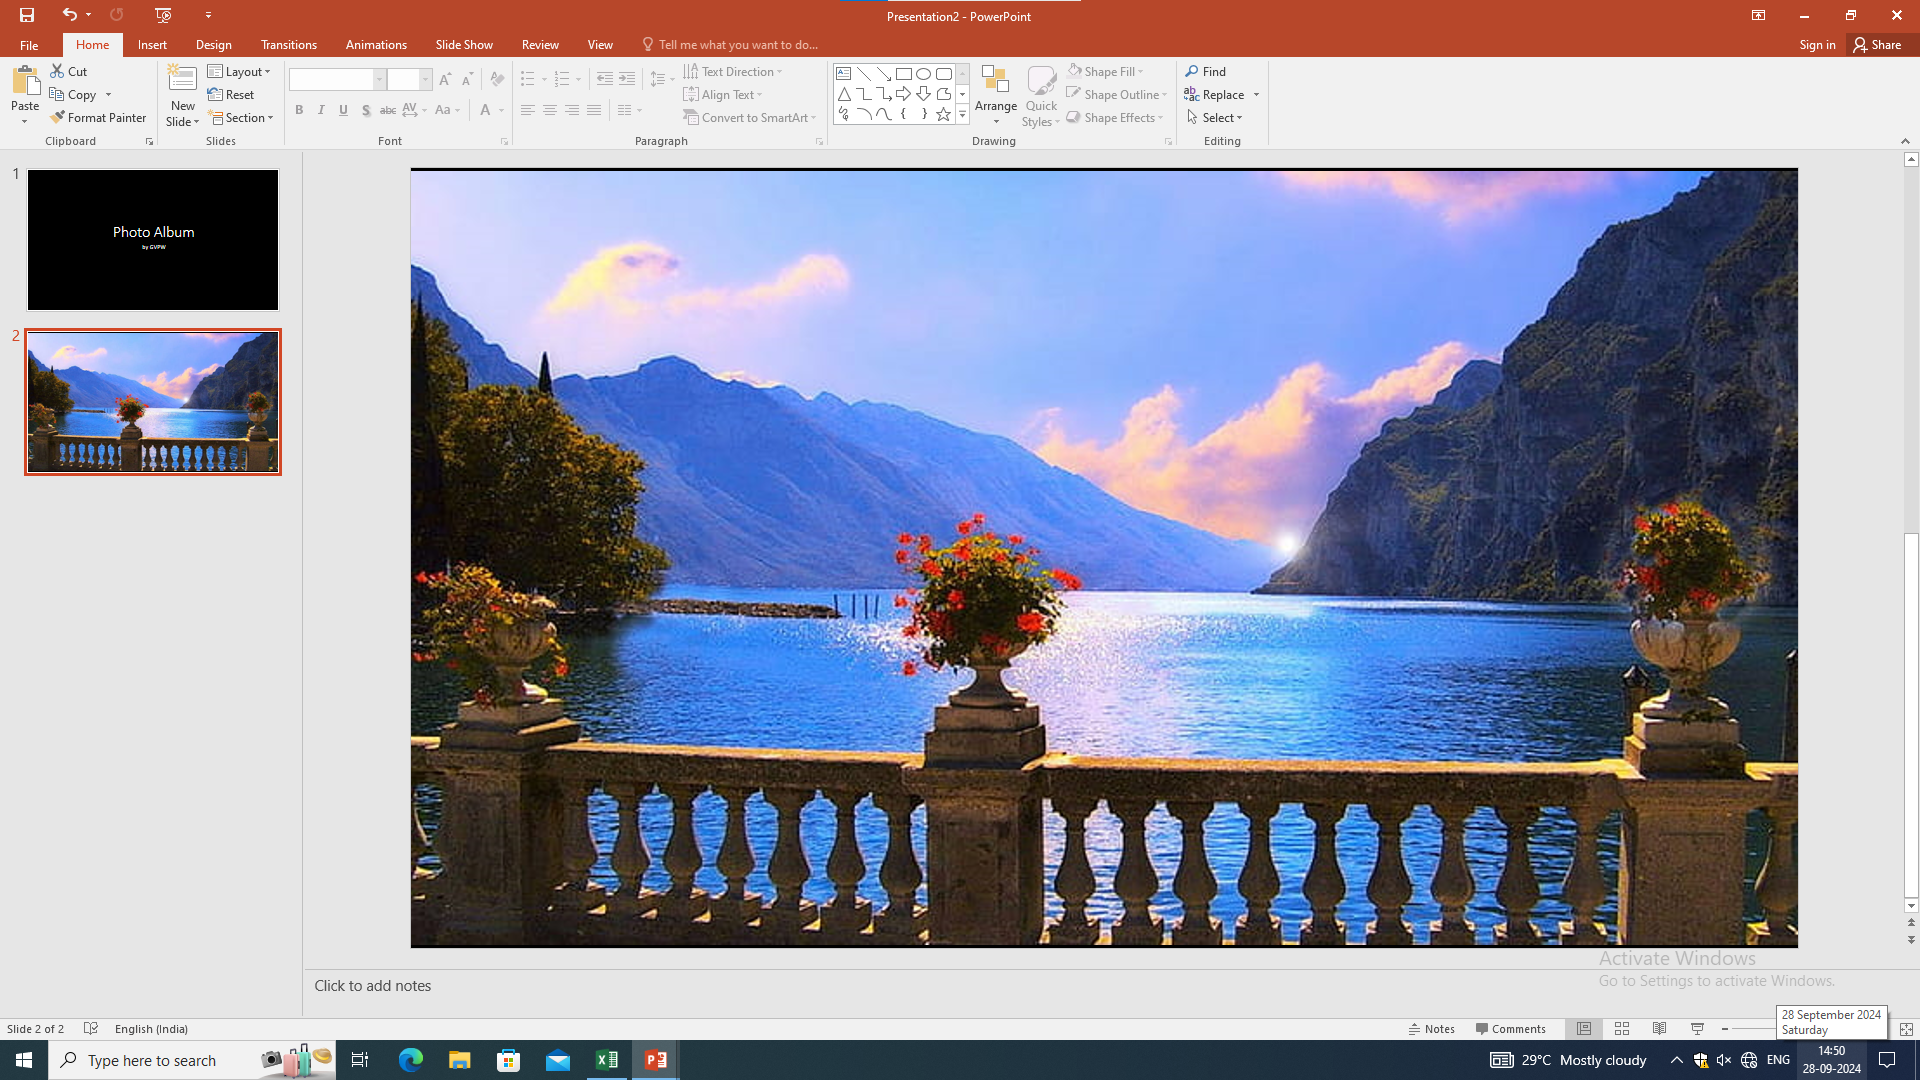 Presentation2 - PowerPoint
File Home Insert Design Transitions Animations Slide Show Review View Tell me what you want to do... Sign in Share
Paste
Cut
Copy
Format Painter
Clipboard
New
Slide
Layout
Reset
Section
Slides
B I U S abc AV Aa A
Font
Text Direction
Align Text
Convert to SmartArt
Paragraph
Arrange
Quick
Styles
Shape Fill
Shape Outline
Shape Effects
Drawing
Find
Replace
Select
Editing
1
Photo Album
by GVPW
2
Click to add notes
Activate Windows
Go to Settings to activate Windows.
Slide 2 of 2 English (India) Notes Comments
28 September 2024
Saturday
Type here to search
29°C Mostly cloudy ENG
14:50
28-09-2024